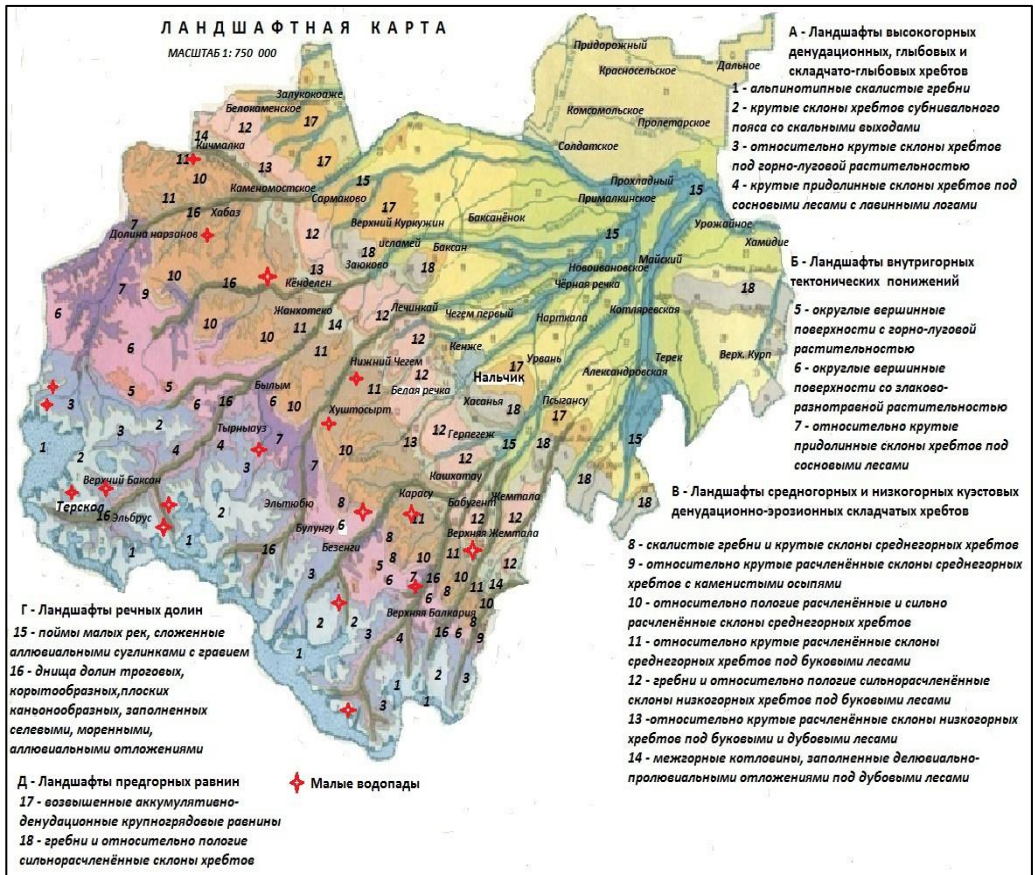 ЛАНДШАФТНАЯ КАРТА
МАСШТАБ 1: 750 000
А - Ландшафты высокогорных
денудационных, глыбовых и
складчато-глыбовых хребтов
1 - альпинотипные скалистые гребни
2 - крутые склоны хребтов субнивального
пояса со скальными выходами
3 - относительно крутые склоны хребтов
под горно-луговой растительностью
4 - крутые придолинные склоны хребтов под
сосновыми лесами с лавинными логами
Б - Ландшафты внутригорных
тектонических понижений
5 - округлые вершинные
поверхности с горно-луговой
растительностью
6 - округлые вершинные
поверхности со злаково-
разнотравной растительностью
7 - относительно крутые
придолинные склоны хребтов под
сосновыми лесами
В - Ландшафты средногорных и низкогорных куэстовых
денудационно-эрозионных складчатых хребтов
8 - скалистые гребни и крутые склоны среднегорных хребтов
9 - относительно крутые расчленённые склоны среднегорных
хребтов с каменистыми осыпями
10 - относительно пологие расчленённые и сильно
расчленённые склоны среднегорных хребтов
11 - относительно крутые расчленённые склоны
среднегорных хребтов под буковыми лесами
12 - гребни и относительно пологие сильнорасчленённые
склоны низкогорных хребтов под буковыми лесами
13 -относительно крутые расчленённые склоны низкогорных
хребтов под буковыми и дубовыми лесами
14 - межгорные котловины, заполненные делювиально-
пролювиальными отложениями под дубовыми лесами
Г - Ландшафты речных долин
15 - поймы малых рек, сложенные
аллювиальными суглинками с гравием
16 - днища долин троговых,
корытообразных,плоских
каньонообразных, заполненных
селевыми, моренными,
аллювиальными отложениями
Д - Ландшафты предгорных равнин
17 - возвышенные аккумулятивно-
денудационные крупногрядовые равнины
18 - гребни и относительно пологие
сильнорасчленённые склоны хребтов
Малые водопады
Придорожный
Дальное
Красносельское
Комсомольское
Пролетарское
Солдатское
Залукокоаже
Белокаменское
Кичмалка
Каменомостское
Сармаково
Хабаз
Долина нарзанов
Прохладный
Прималкинское
Верхний Куркужин
Баксанёнок
исламей
Баксан
Заюково
Урожайное
Хамидие
Майский
Новоивановское
Чёрная речка
Котляревская
Кёнделен
Жанхотеко
Лечинкай
Чегем первый
Нарткала
Кенже
Нижний Чегем
Белая речка
Нальчик
Урвань
Терек
Верх. Курп
Александровская
Псыгансу
Хасанья
Герпегеж
Былым
Хуштосырт
Тырныауз
Кашхатау
Жемтала
Карасу
Бабугент
Верхняя Жемтала
Верхчий Баксан
Терскол
Эльбрус
Эльтюбю
Булунгу
Безенги
Верхняя Балкария